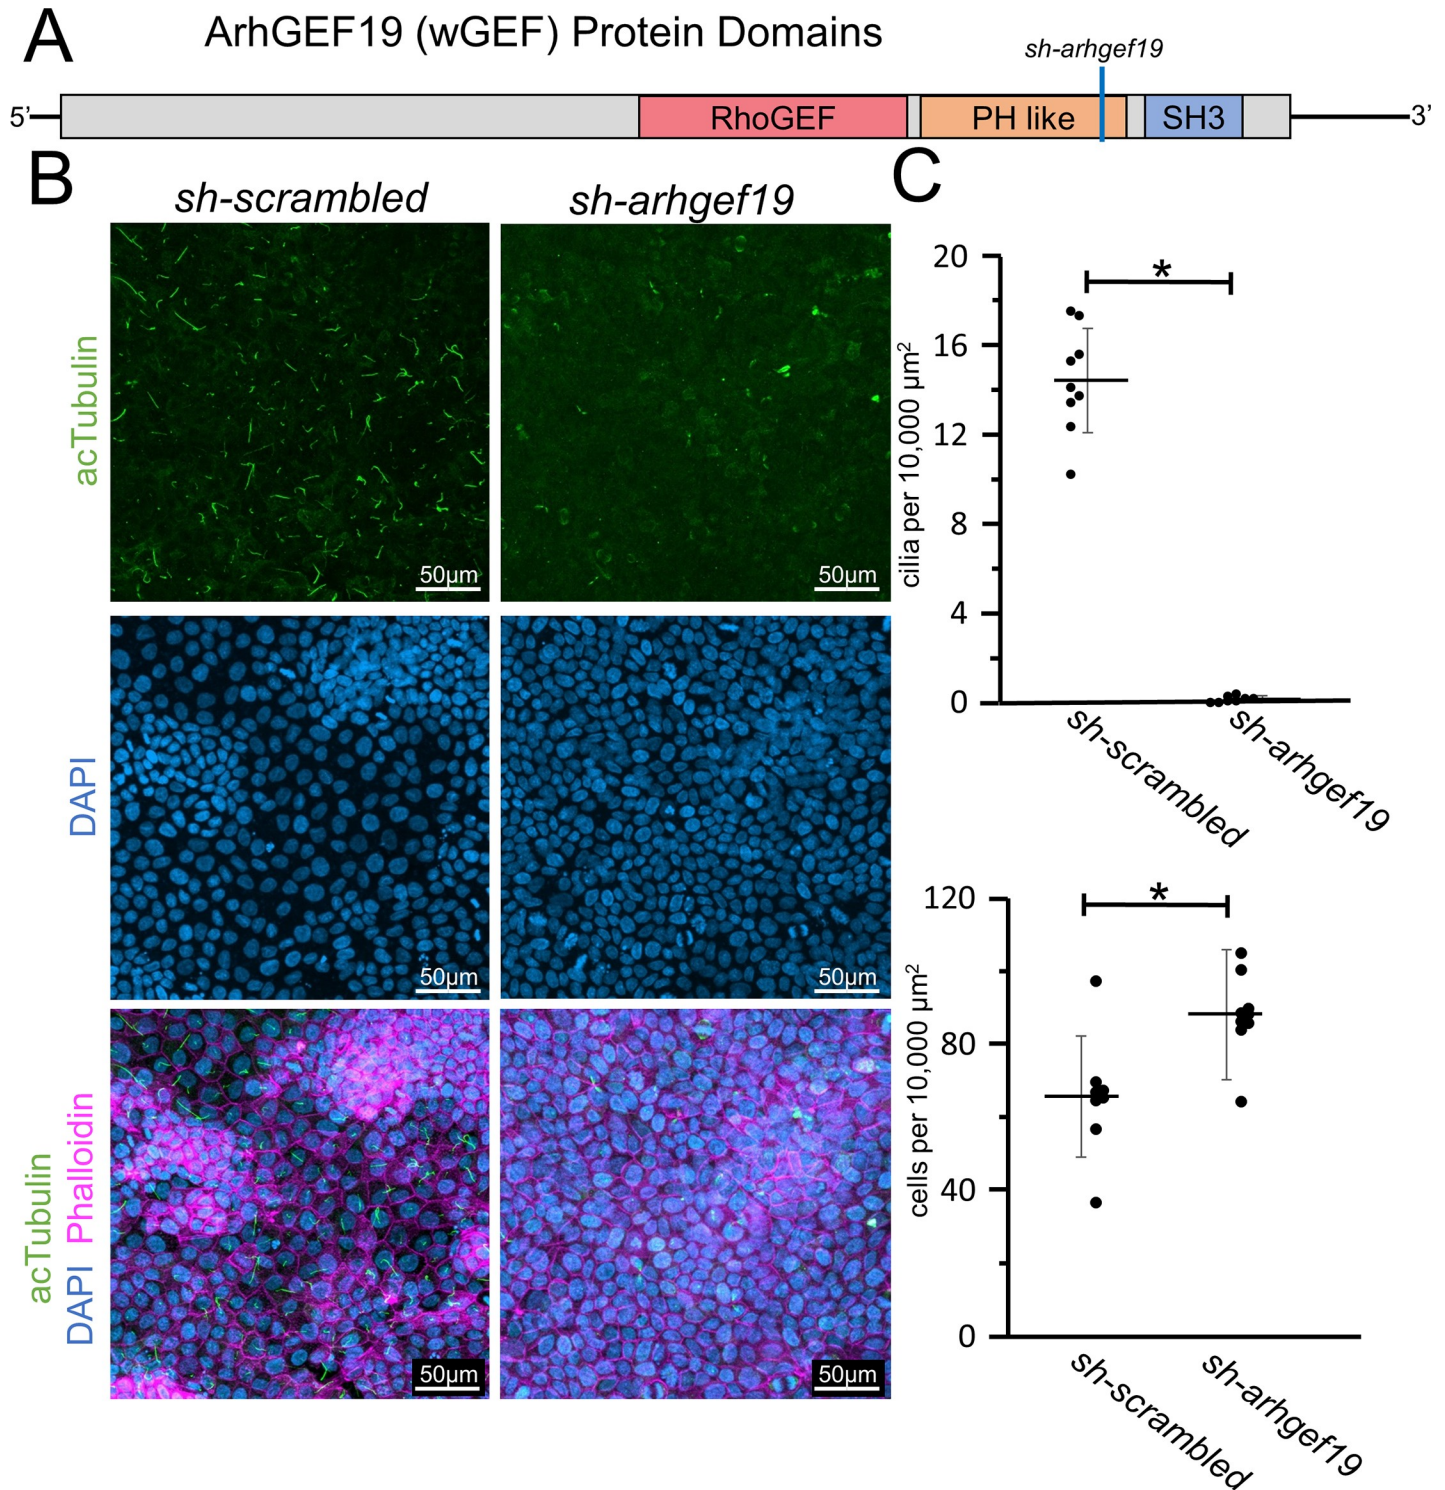 A
ArhGEF19 (wGEF) Protein Domains
sh-arhgef19
5’
RhoGEF
PH like
SH3
3’
B
sh-scrambled
sh-arhgef19
acTubulin
50µm
50µm
DAPI
50µm
50µm
acTubulin
DAPI Phalloidin
50µm
50µm
C
cilia per 10,000 µm²
20
16
12
8
4
0
*
sh-scrambled
sh-arhgef19
cells per 10,000 µm²
120
80
40
0
*
sh-scrambled
sh-arhgef19